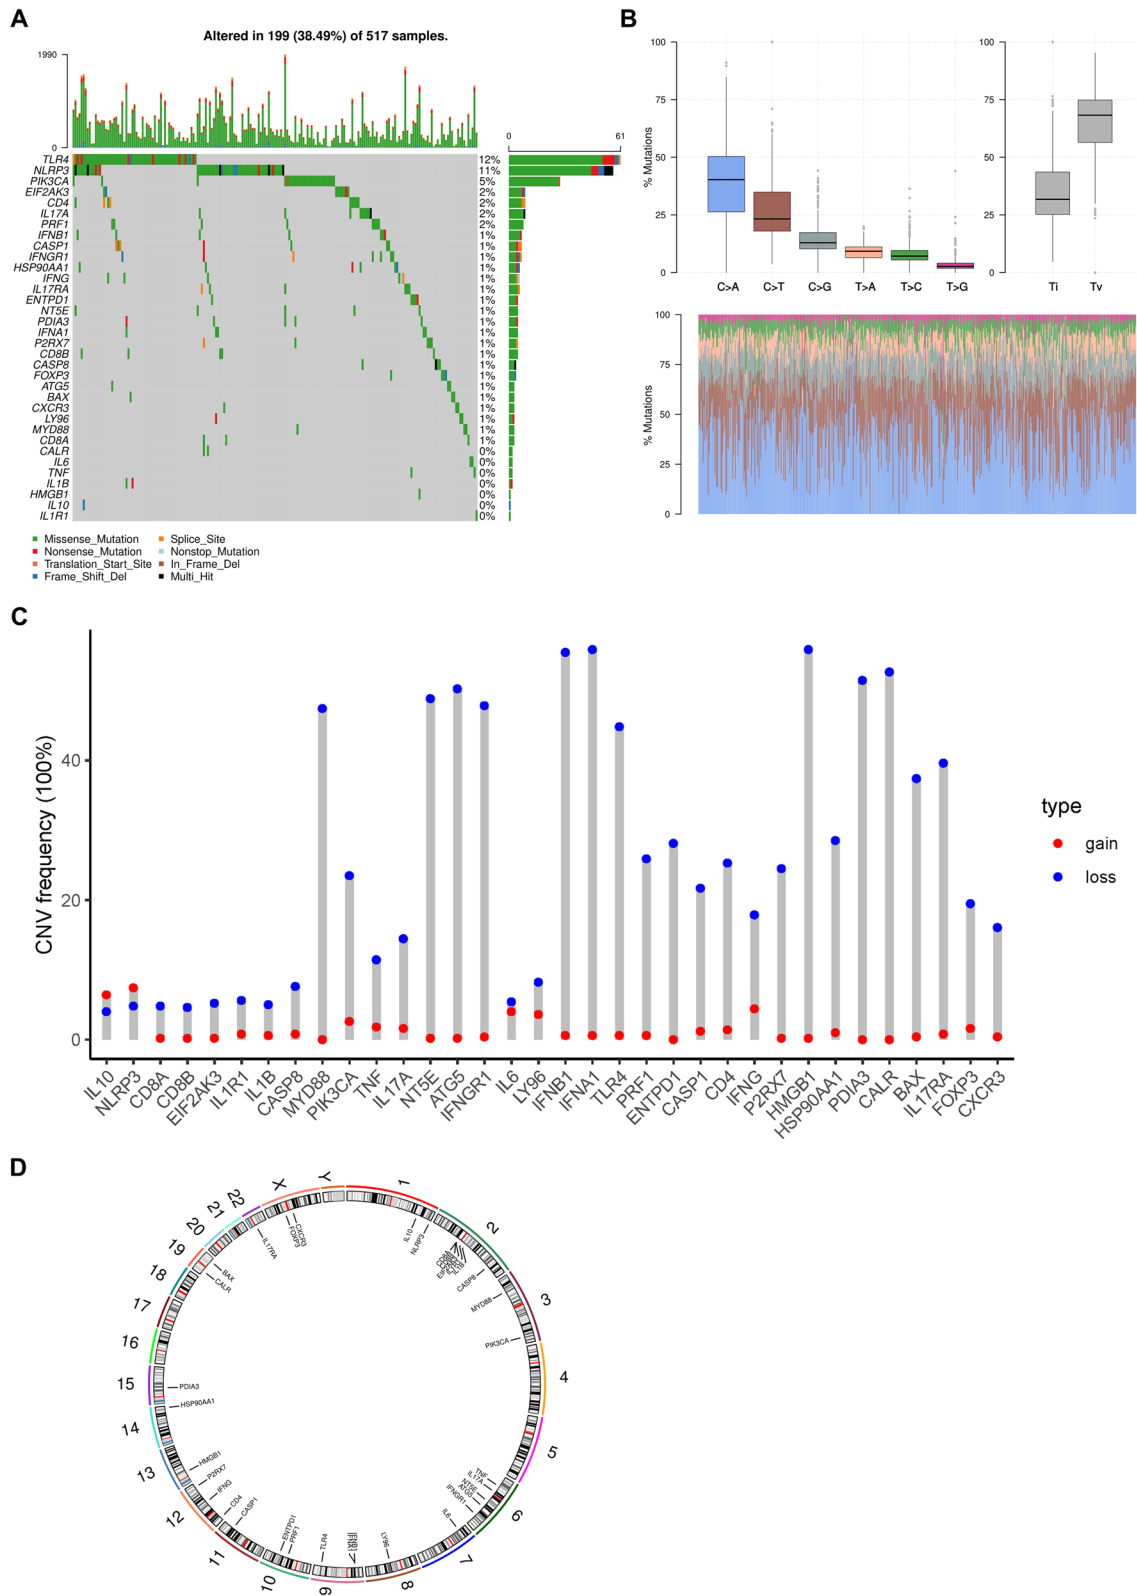 A
Altered in 199 (38.49%) of 517 samples.
1990
0
0 61
TLR4 12%
NLRP3 11%
PIK3CA 5%
EIF2AK3 2%
CD4 2%
IL17A 2%
PRF1 2%
IFNB1 1%
CASP1 1%
IFNGR1 1%
HSP90AA1 1%
IFNG 1%
IL17RA 1%
ENTPD1 1%
NT5E 1%
PDIA3 1%
IFNA1 1%
P2RX7 1%
CD8B 1%
CASP8 1%
FOXP3 1%
ATG5 1%
BAX 1%
CXCR3 1%
LY96 1%
MYD88 1%
CD8A 1%
CALR 0%
IL6 0%
TNF 0%
IL1B 0%
HMGB1 0%
IL10 0%
IL1R1 0%
Missense_Mutation
Nonsense_Mutation
Translation_Start_Site
Frame_Shift_Del
Splice_Site
Nonstop_Mutation
In_Frame_Del
Multi_Hit
B
% Mutations
100
75
50
25
0
C>A C>T C>G T>A T>C T>G
100
75
50
25
0
Ti Tv
% Mutations
100
75
50
25
0
C
CNV frequency (100%)
40
20
0
IL10 NLRP3 CD8A CD8B EIF2AK3 IL1R1 IL1B CASP8 MYD88 PIK3CA TNF IL17A NT5E ATG5 IFNGR1 IL6 LY96 IFNB1 IFNA1 TLR4 PRF1 ENTPD1 CASP1 CD4 IFNG P2RX7 HMGB1 HSP90AA1 PDIA3 CALR BAX IL17RA FOXP3 CXCR3
type
gain
loss
D
1
2
3
4
5
6
7
8
9
10
11
12
13
14
15
16
17
18
19
20
21
22
X
Y
IL10
NLRP3
CASP8
MYD88
PIK3CA
TNF
IL17A
NT5E
ATG5
IFNGR1
IL6
LY96
TLR4
PRF1
ENTPD1
CASP1
CD4
IFNG
P2RX7
HMGB1
HSP90AA1
PDIA3
CALR
BAX
IL17RA
FOXP3
CXCR3